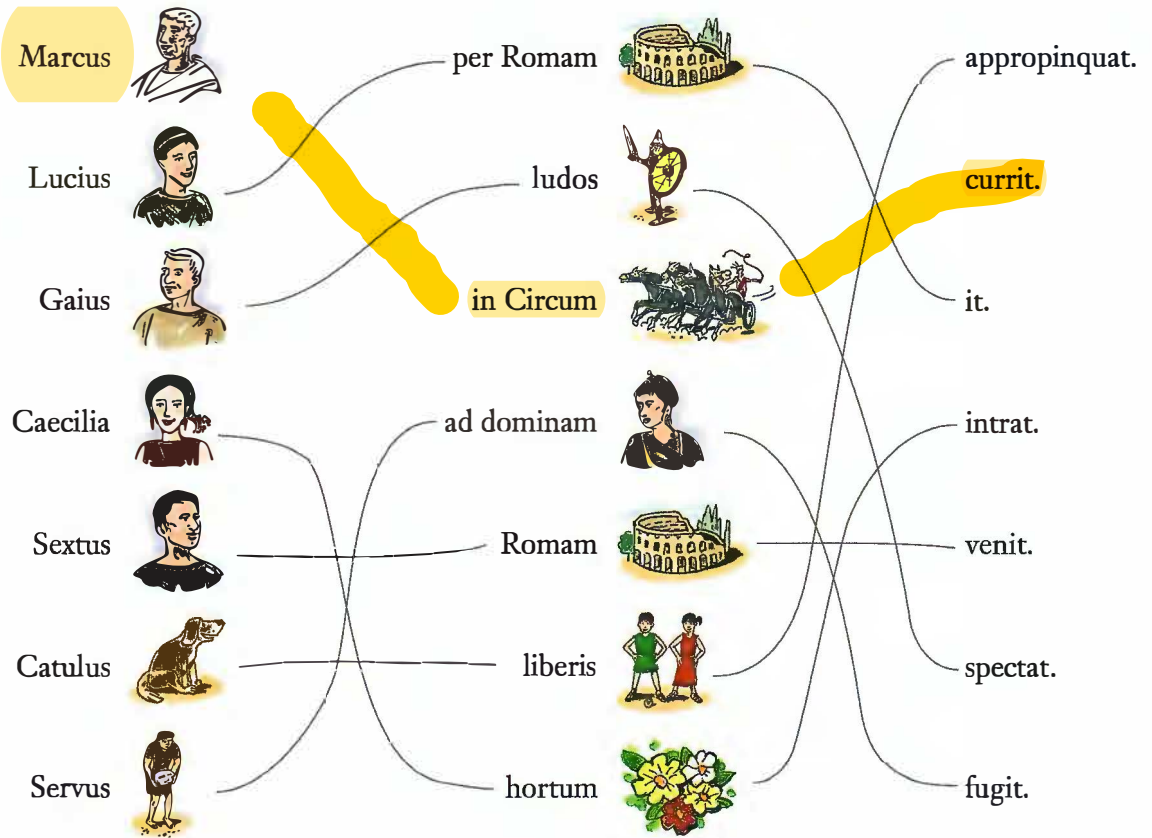 Marcus per Romam appropinquat.
Lucius ludos currit.
Gaius in Circum it.
Caecilia ad dominam intrat.
Sextus Romam venit.
Catulus liberis spectat.
Servus hortum fugit.